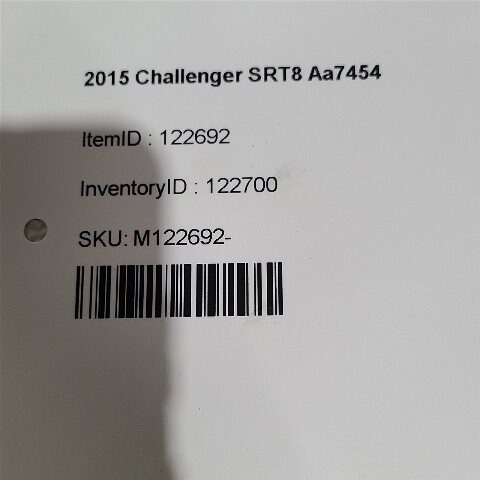 2015 Challenger SRT8 Aa7454
ItemID : 122692
InventoryID : 122700
SKU: M122692-